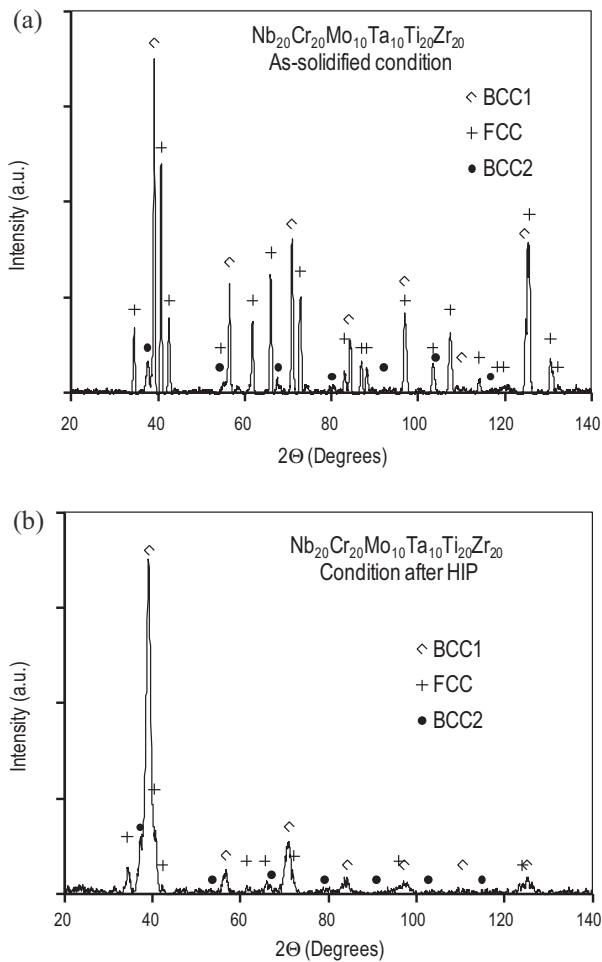 (a)
Nb20Cr20Mo10Ta10Ti20Zr20
As-solidified condition
BCC1
FCC
BCC2
Intensity (a.u.)
20 40 60 80 100 120 140
2Θ (Degrees)
(b)
Nb20Cr20Mo10Ta10Ti20Zr20
Condition after HIP
BCC1
FCC
BCC2
Intensity (a.u.)
20 40 60 80 100 120 140
2Θ (Degrees)